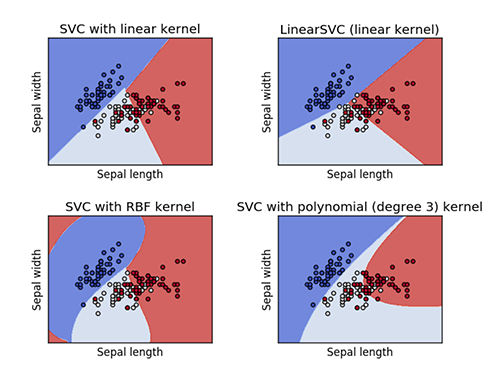 SVC with linear kernel
LinearSVC (linear kernel)
Sepal width
Sepal length
Sepal width
Sepal length
SVC with RBF kernel
SVC with polynomial (degree 3) kernel
Sepal width
Sepal length
Sepal width
Sepal length